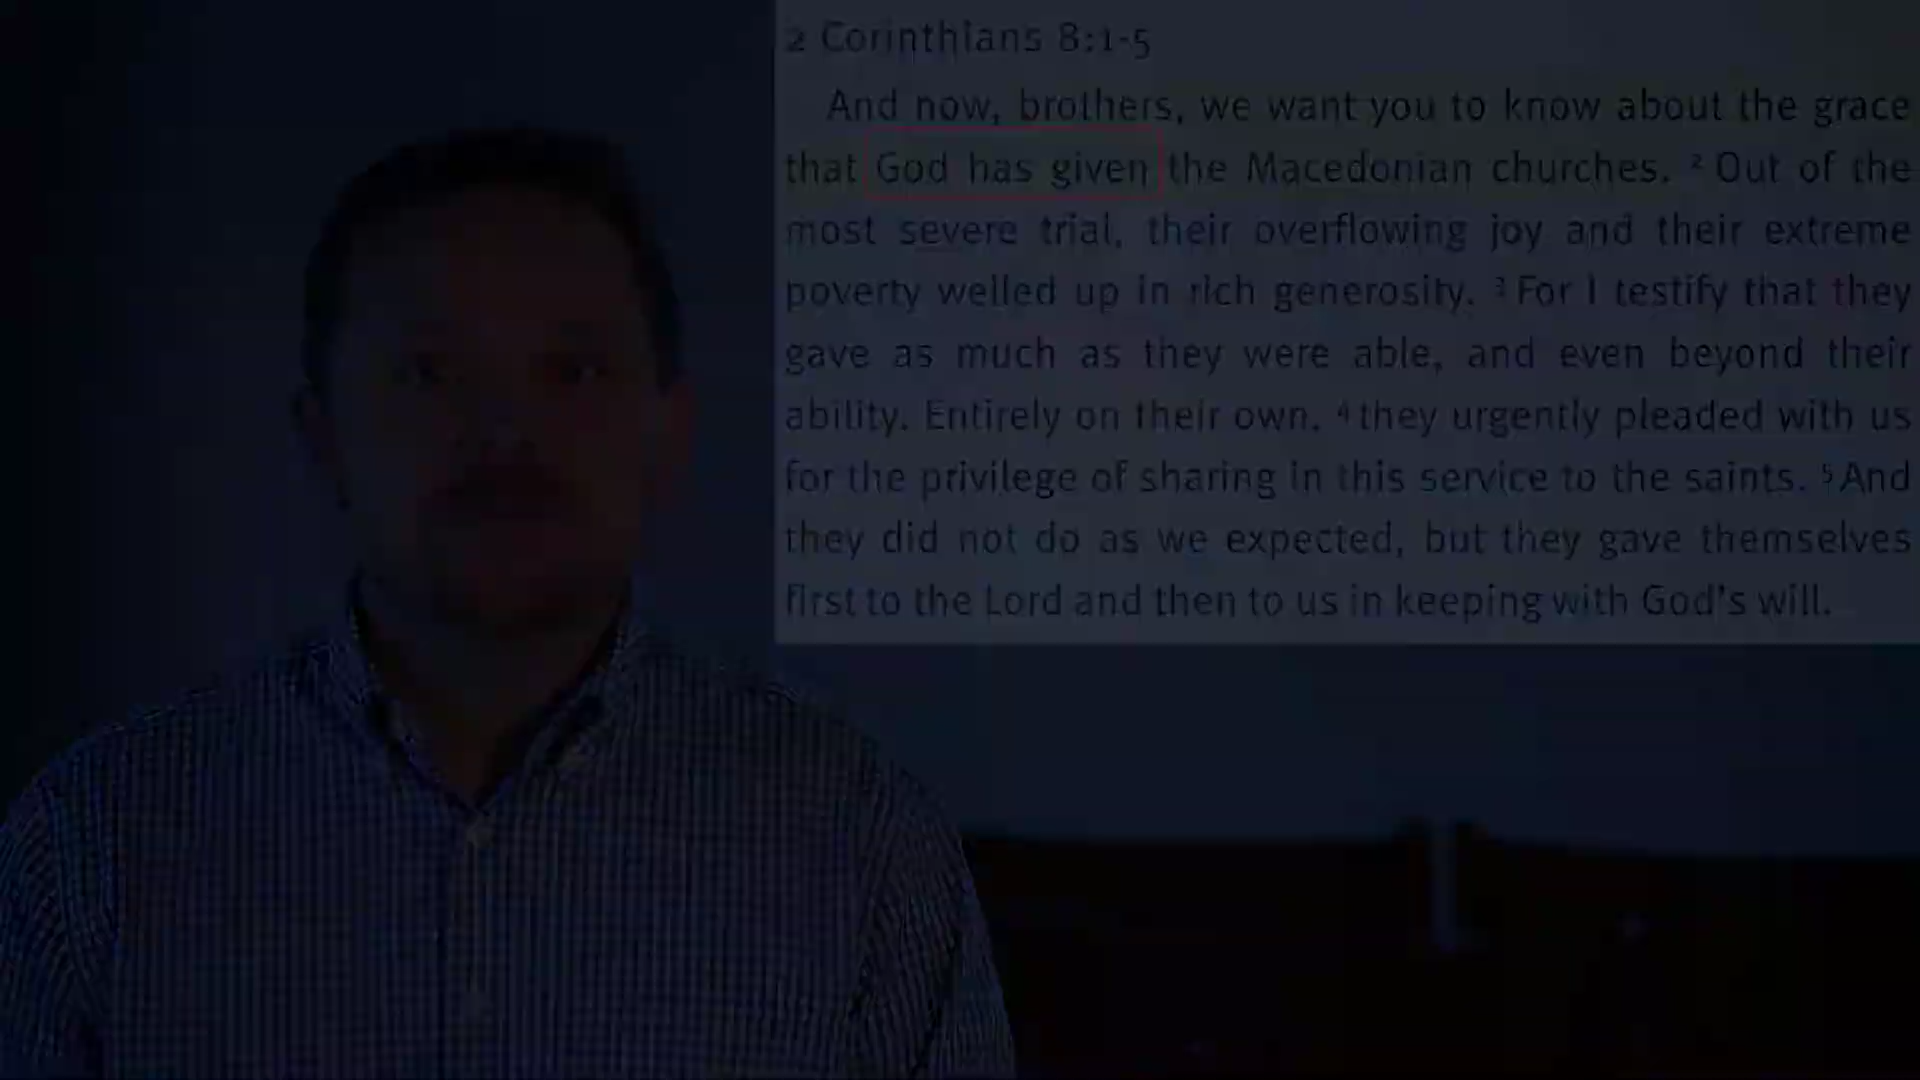 2 Corinthians 8:1-5
And now, brothers, we want you to know about the grace
that God has given the Macedonian churches. 2 Out of the
most severe trial, their overflowing joy and their extreme
poverty welled up in rich generosity. 3 For I testify that they
gave as much as they were able, and even beyond their
ability. Entirely on their own, 4 they urgently pleaded with us
for the privilege of sharing in this service to the saints. 5 And
they did not do as we expected, but they gave themselves
first to the Lord and then to us in keeping with God's will.